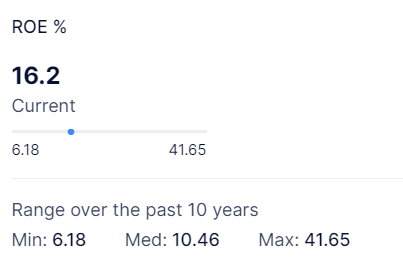 ROE %
16.2
Current
6.18 41.65
Range over the past 10 years
Min: 6.18 Med: 10.46 Max: 41.65